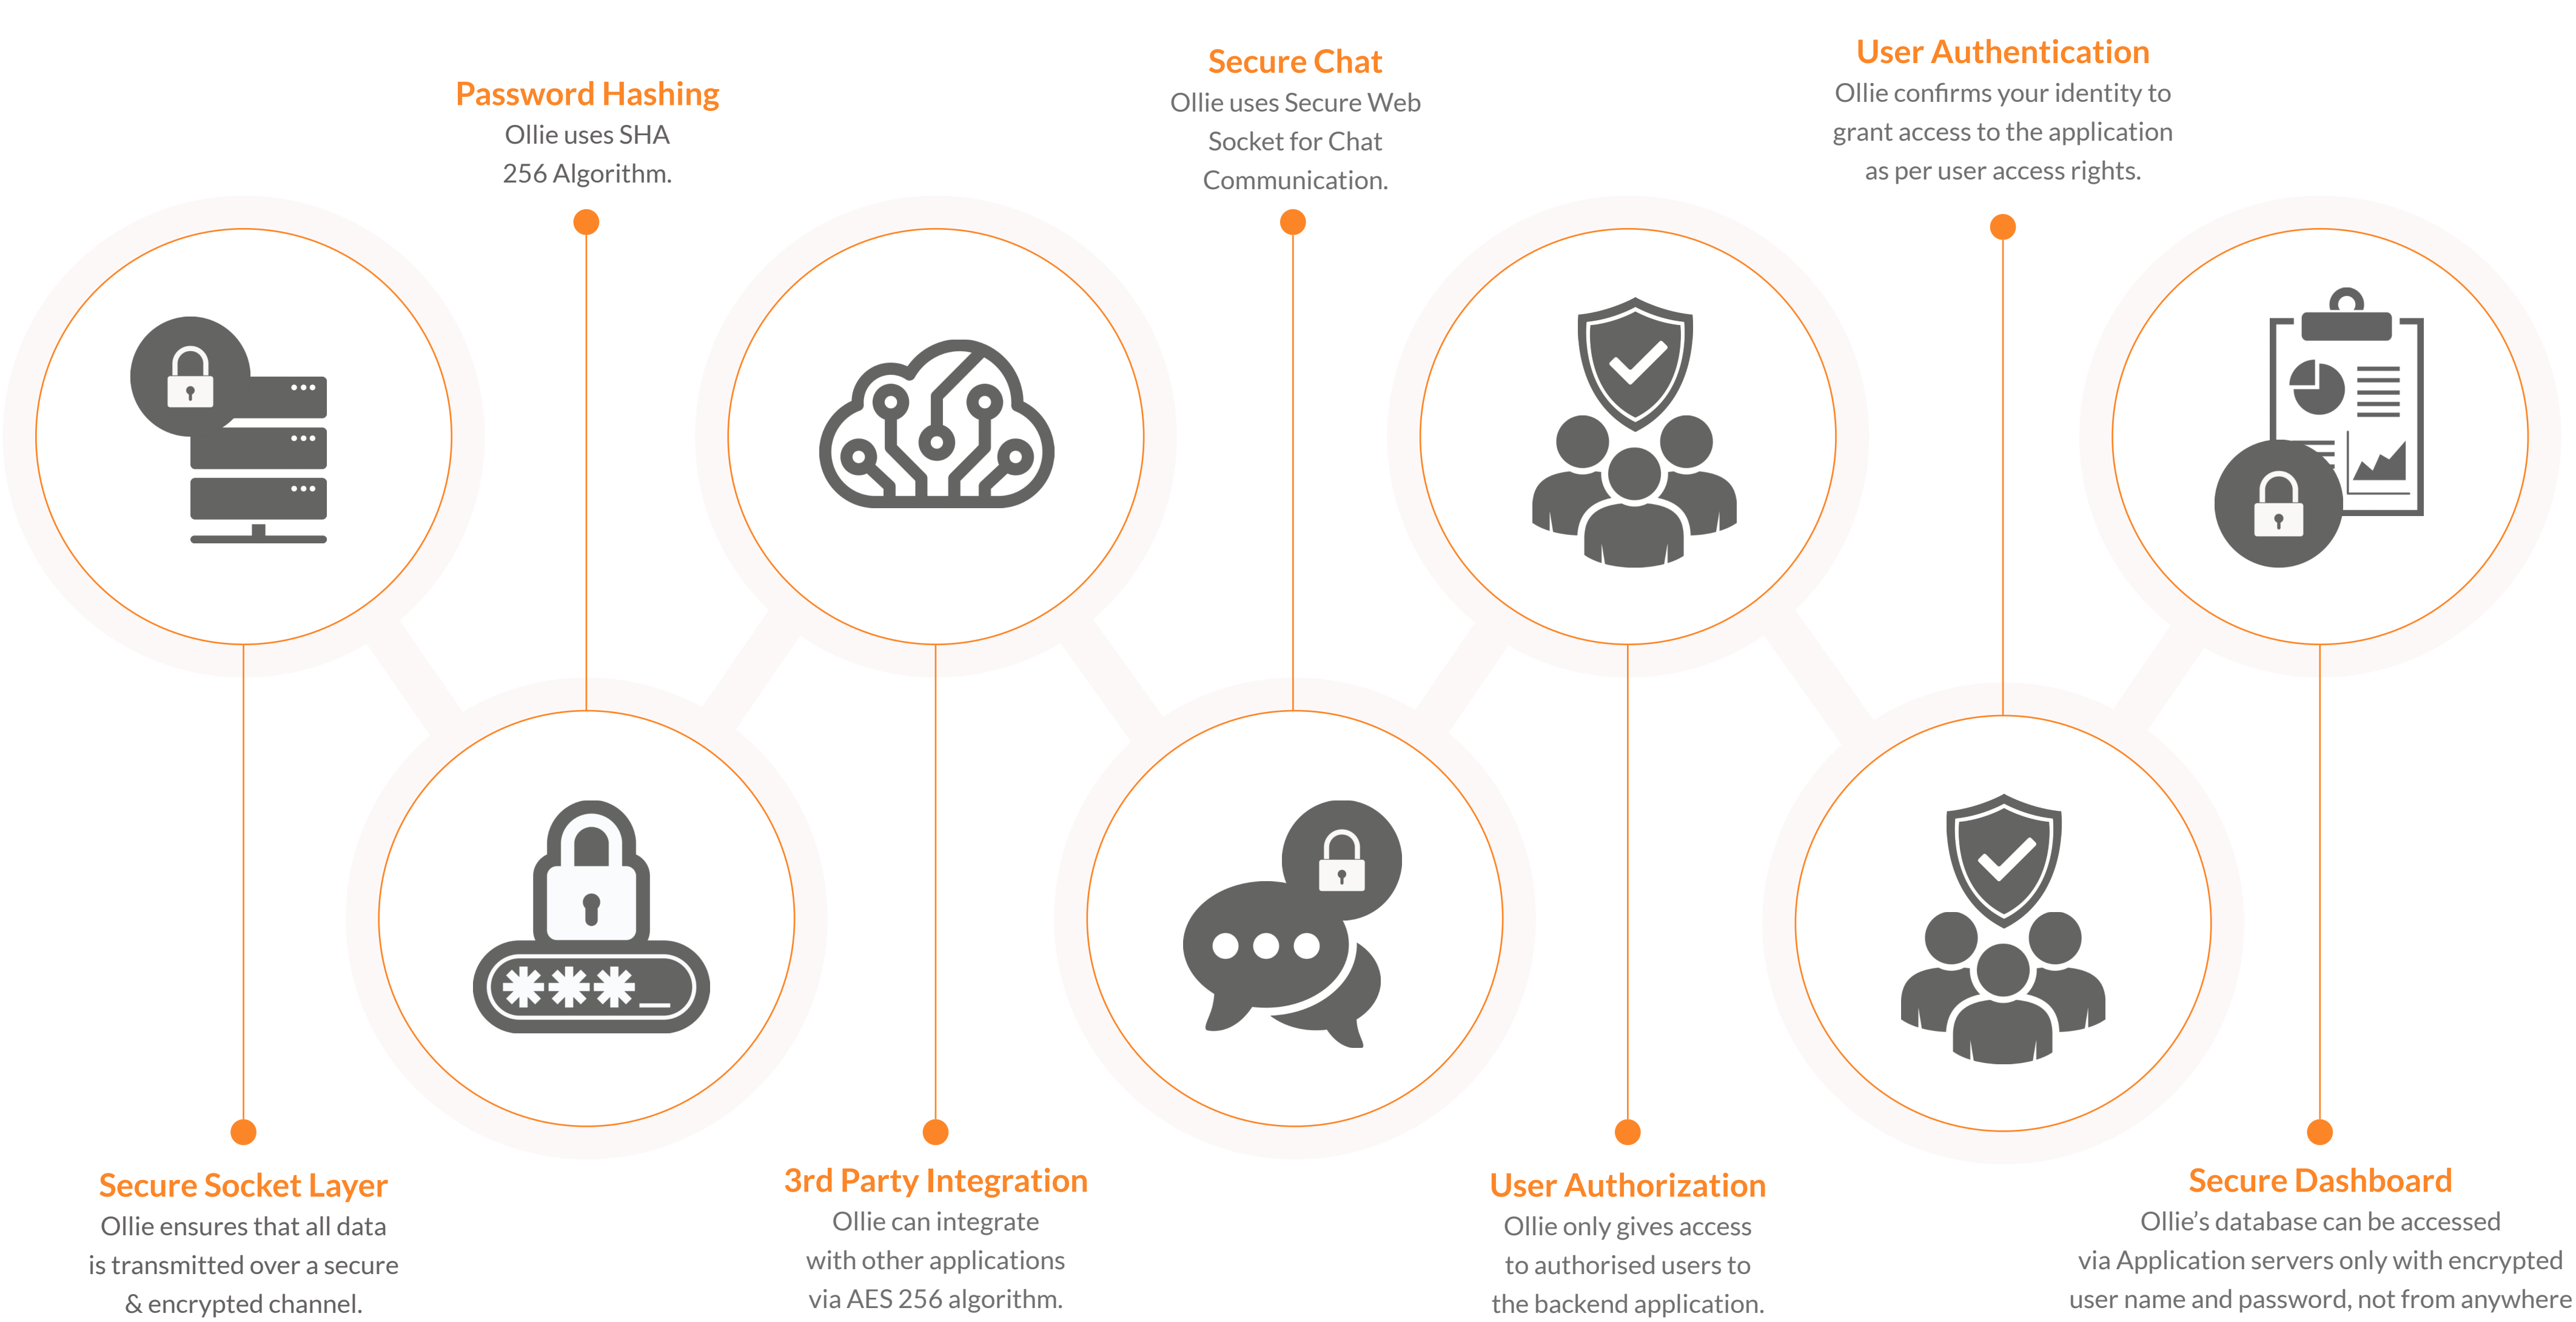 Password Hashing
Ollie uses SHA
256 Algorithm.
Secure Chat
Ollie uses Secure Web
Socket for Chat
Communication.
User Authentication
Ollie confirms your identity to
grant access to the application
as per user access rights.
Secure Socket Layer
Ollie ensures that all data
is transmitted over a secure
& encrypted channel.
3rd Party Integration
Ollie can integrate
with other applications
via AES 256 algorithm.
User Authorization
Ollie only gives access
to authorised users to
the backend application.
Secure Dashboard
Ollie’s database can be accessed
via Application servers only with encrypted
user name and password, not from anywhere